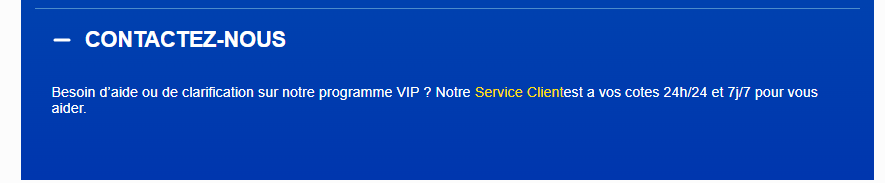 — CONTACTEZ-NOUS
Besoin d’aide ou de clarification sur notre programme VIP ? Notre Service Clientest a vos cotes 24h/24 et 7j/7 pour vous
aider.